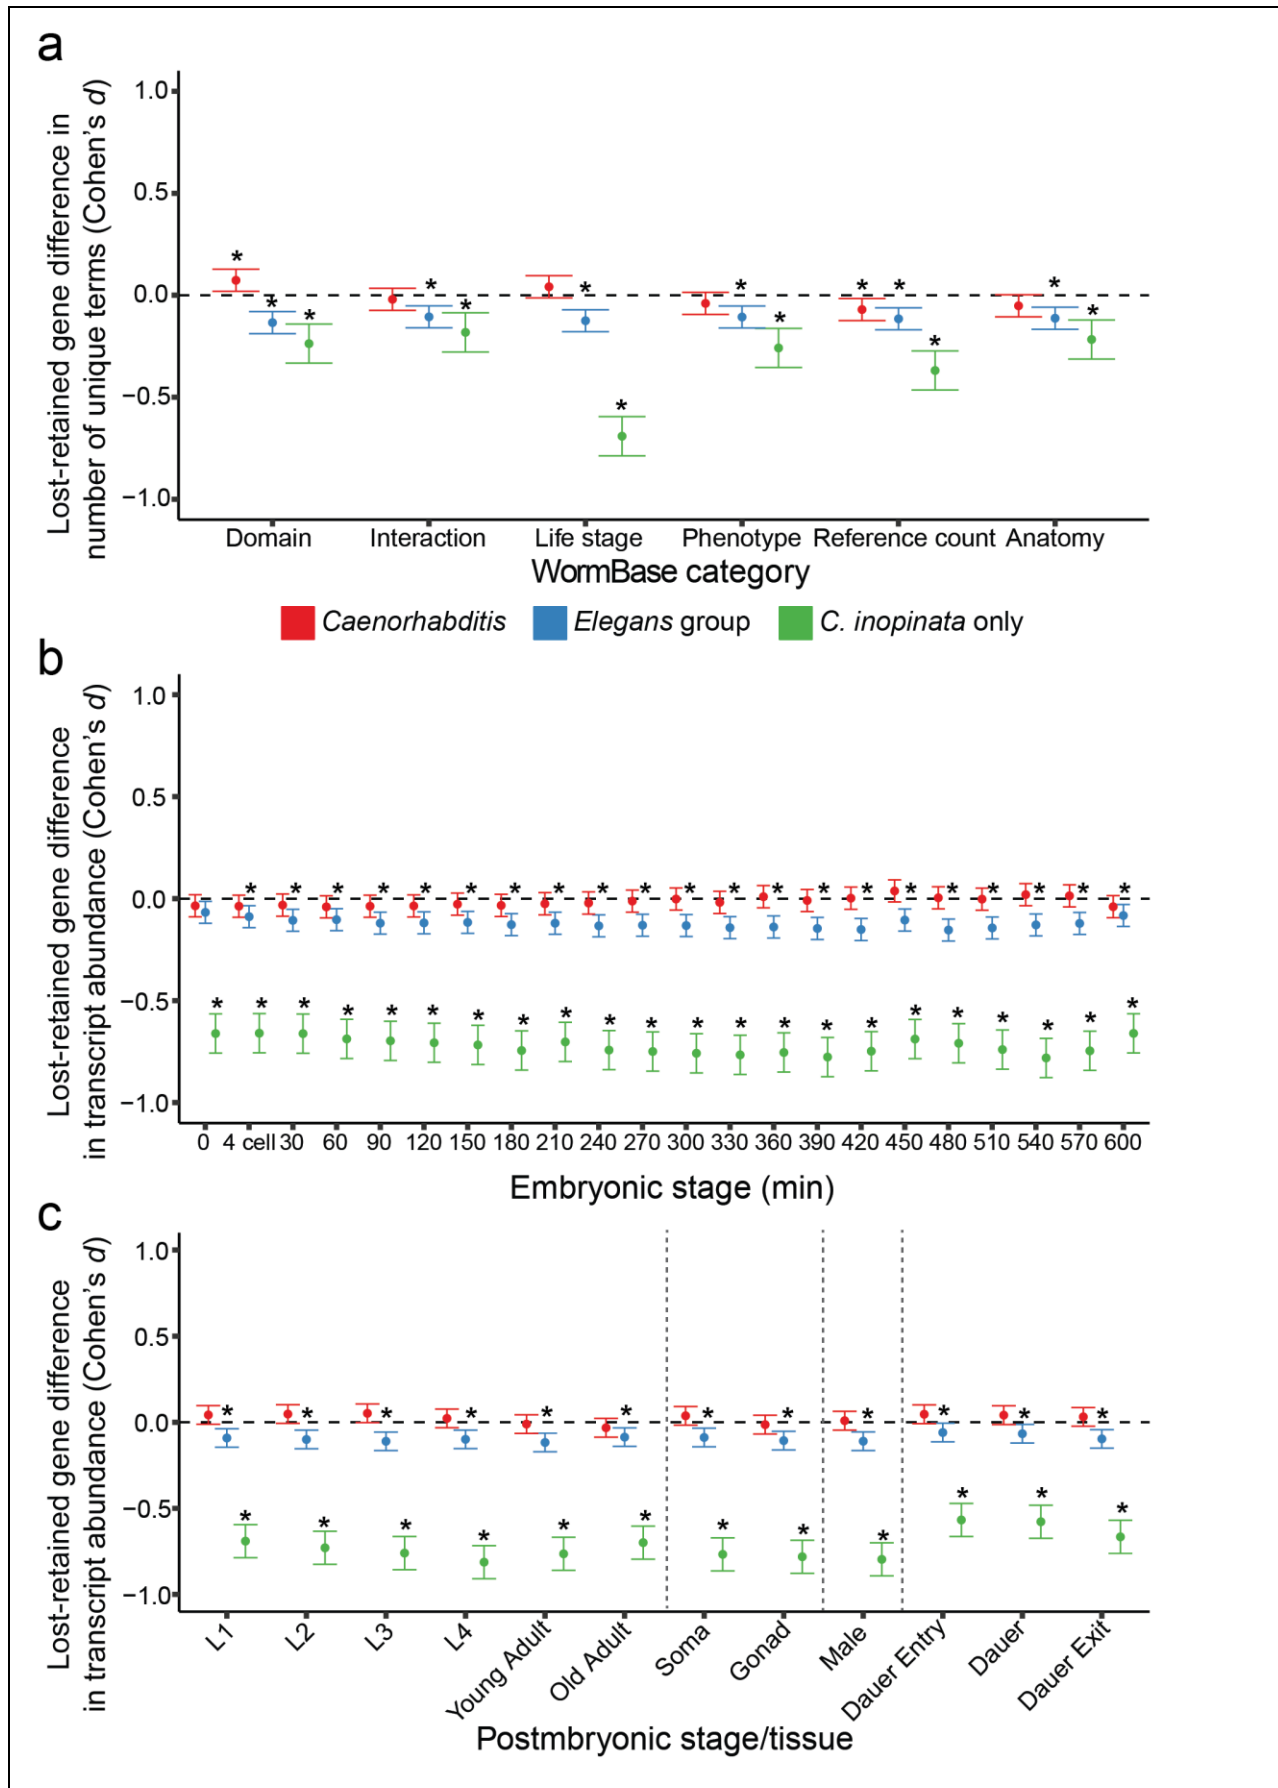 a
Lost-retained gene difference in
number of unique terms (Cohen's d)
1.0
0.5
0.0
−0.5
−1.0
* * * * * * * * * * * * *
Domain Interaction Life stage Phenotype Reference count Anatomy
WormBase category
Caenorhabditis Elegans group C. inopinata only
b
Lost-retained gene difference
in transcript abundance (Cohen's d)
1.0
0.5
0.0
−0.5
−1.0
* * * * * * * * * * * * * * * * * * * * *
* * * * * * * * * * * * * * * * * * * * * *
0 4 cell 30 60 90 120 150 180 210 240 270 300 330 360 390 420 450 480 510 540 570 600
Embryonic stage (min)
c
Lost-retained gene difference
in transcript abundance (Cohen's d)
1.0
0.5
0.0
−0.5
−1.0
* * * * * * * * * * * *
* * * * * * * * * * * *
L1 L2 L3 L4 Young Adult Old Adult Soma Gonad Male Dauer Entry Dauer Dauer Exit
Postmbryonic stage/tissue